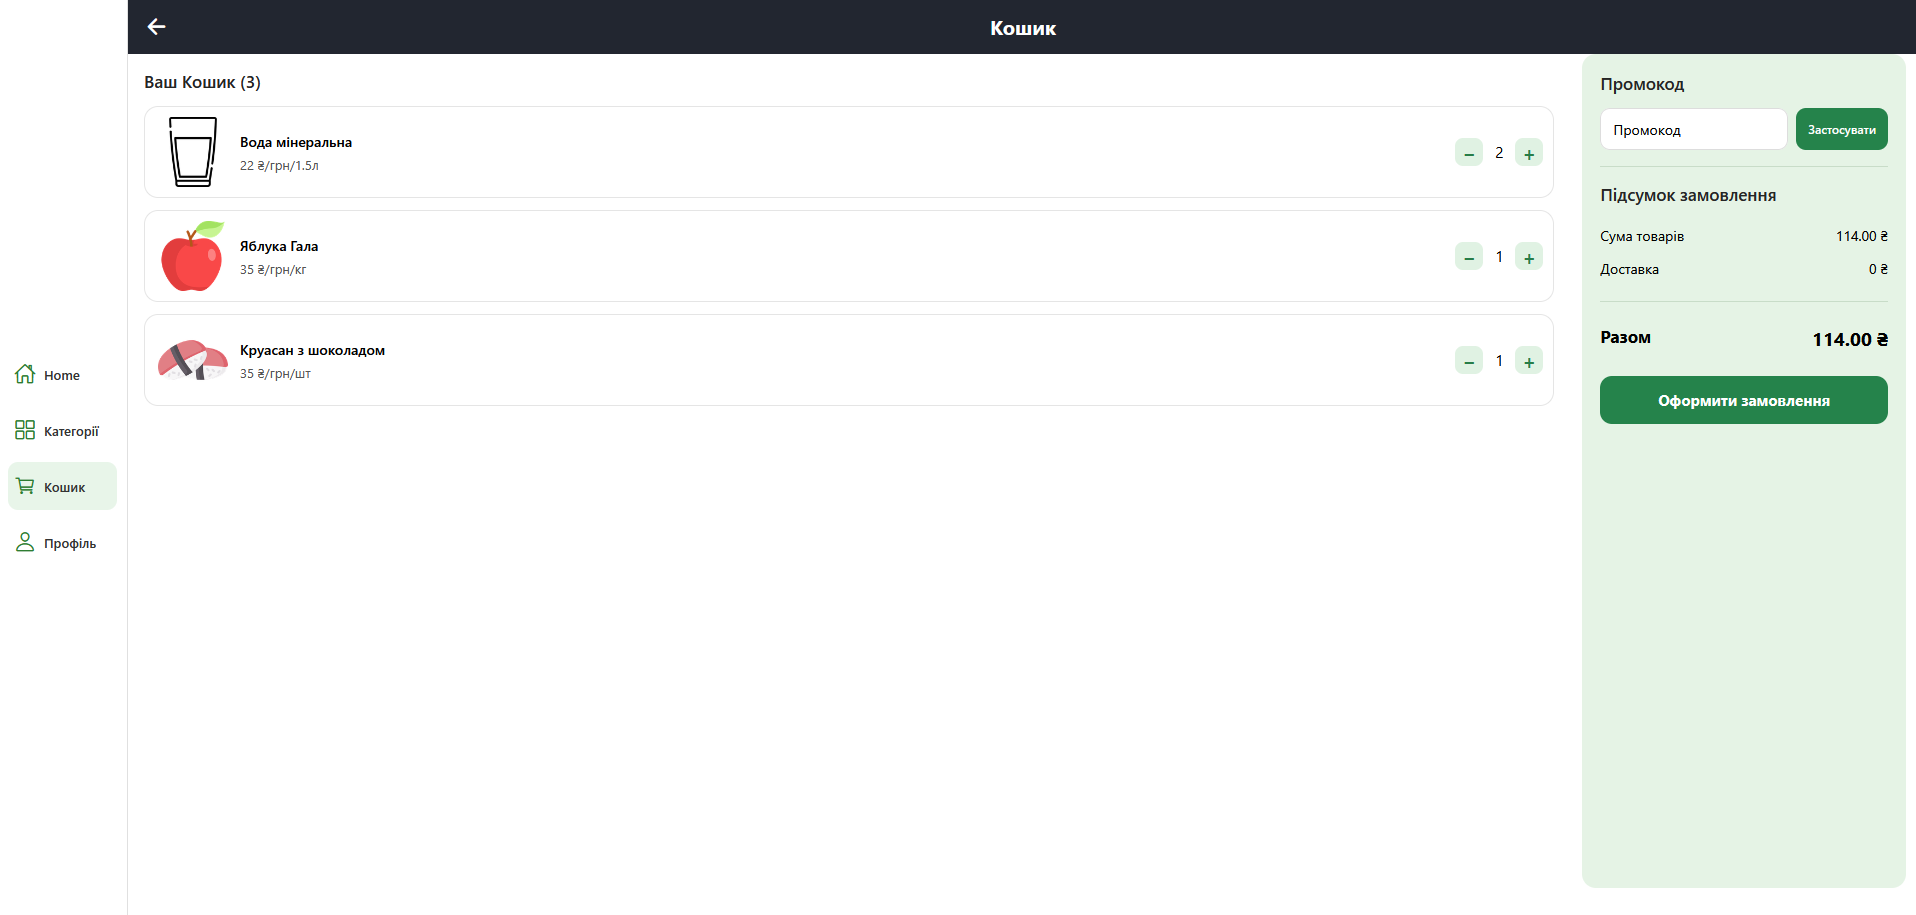 Кошик
Ваш Кошик (3)
Вода мінеральна
22 ₴/грн/1.5л
− 2 +
Яблука Гала
35 ₴/грн/кг
− 1 +
Круасан з шоколадом
35 ₴/грн/шт
− 1 +
Промокод
Промокод Застосувати
Підсумок замовлення
Сума товарів 114.00 ₴
Доставка 0 ₴
Разом 114.00 ₴
Оформити замовлення
Home
Категорії
Кошик
Профіль